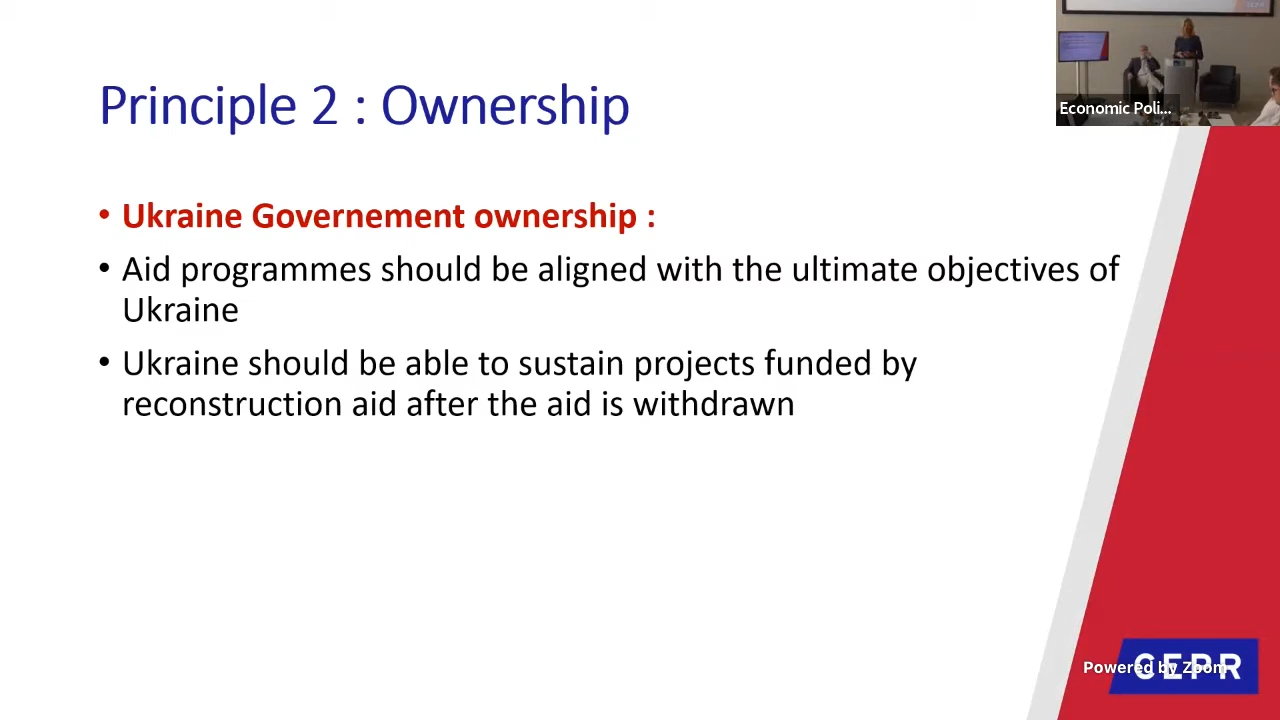 Principle 2 : Ownership
• Ukraine Governement ownership :
• Aid programmes should be aligned with the ultimate objectives of
Ukraine
• Ukraine should be able to sustain projects funded by
reconstruction aid after the aid is withdrawn
Economic Poli...
CEPR
Powered by Zoom